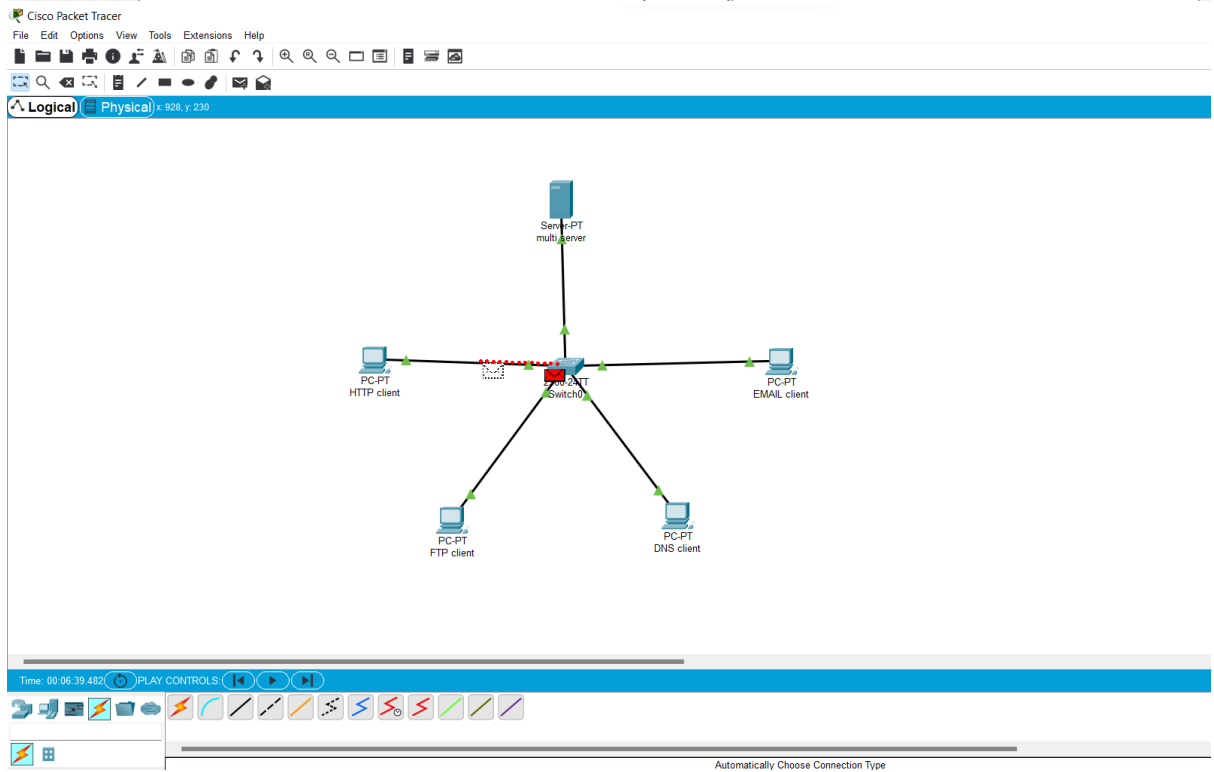 Cisco Packet Tracer
File Edit Options View Tools Extensions Help
Logical Physical x: 928, y: 230
Server-PT
multi server
PC-PT
HTTP client
2960-24TT
Switch0
PC-PT
EMAIL client
PC-PT
FTP client
PC-PT
DNS client
Time: 00:06:39.482 PLAY CONTROLS:
Automatically Choose Connection Type